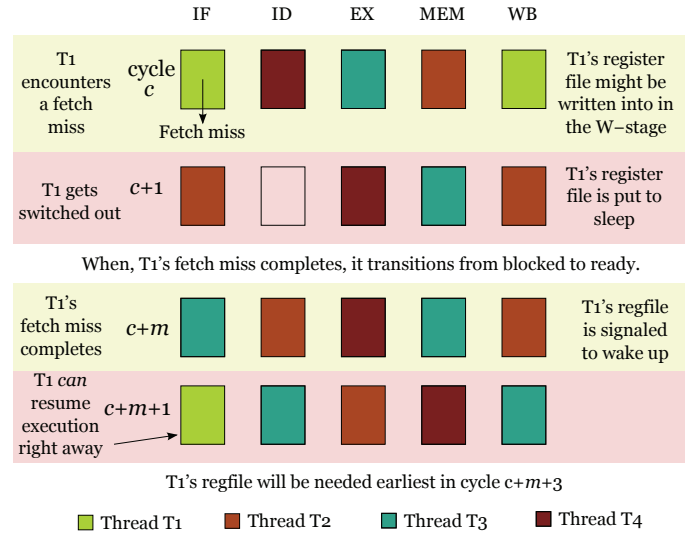 IF ID EX MEM WB
T1
encounters
a fetch
miss
cycle
c
Fetch miss
T1's register
file might be
written into in
the W−stage
T1 gets
switched out
c+1
T1's register
file is put to
sleep
When, T1's fetch miss completes, it transitions from blocked to ready.
T1's
fetch miss
completes
c+m
T1's regfile
is signaled
to wake up
T1 can
resume
execution
right away
c+m+1
T1's regfile will be needed earliest in cycle c+m+3
Thread T1 Thread T2 Thread T3 Thread T4